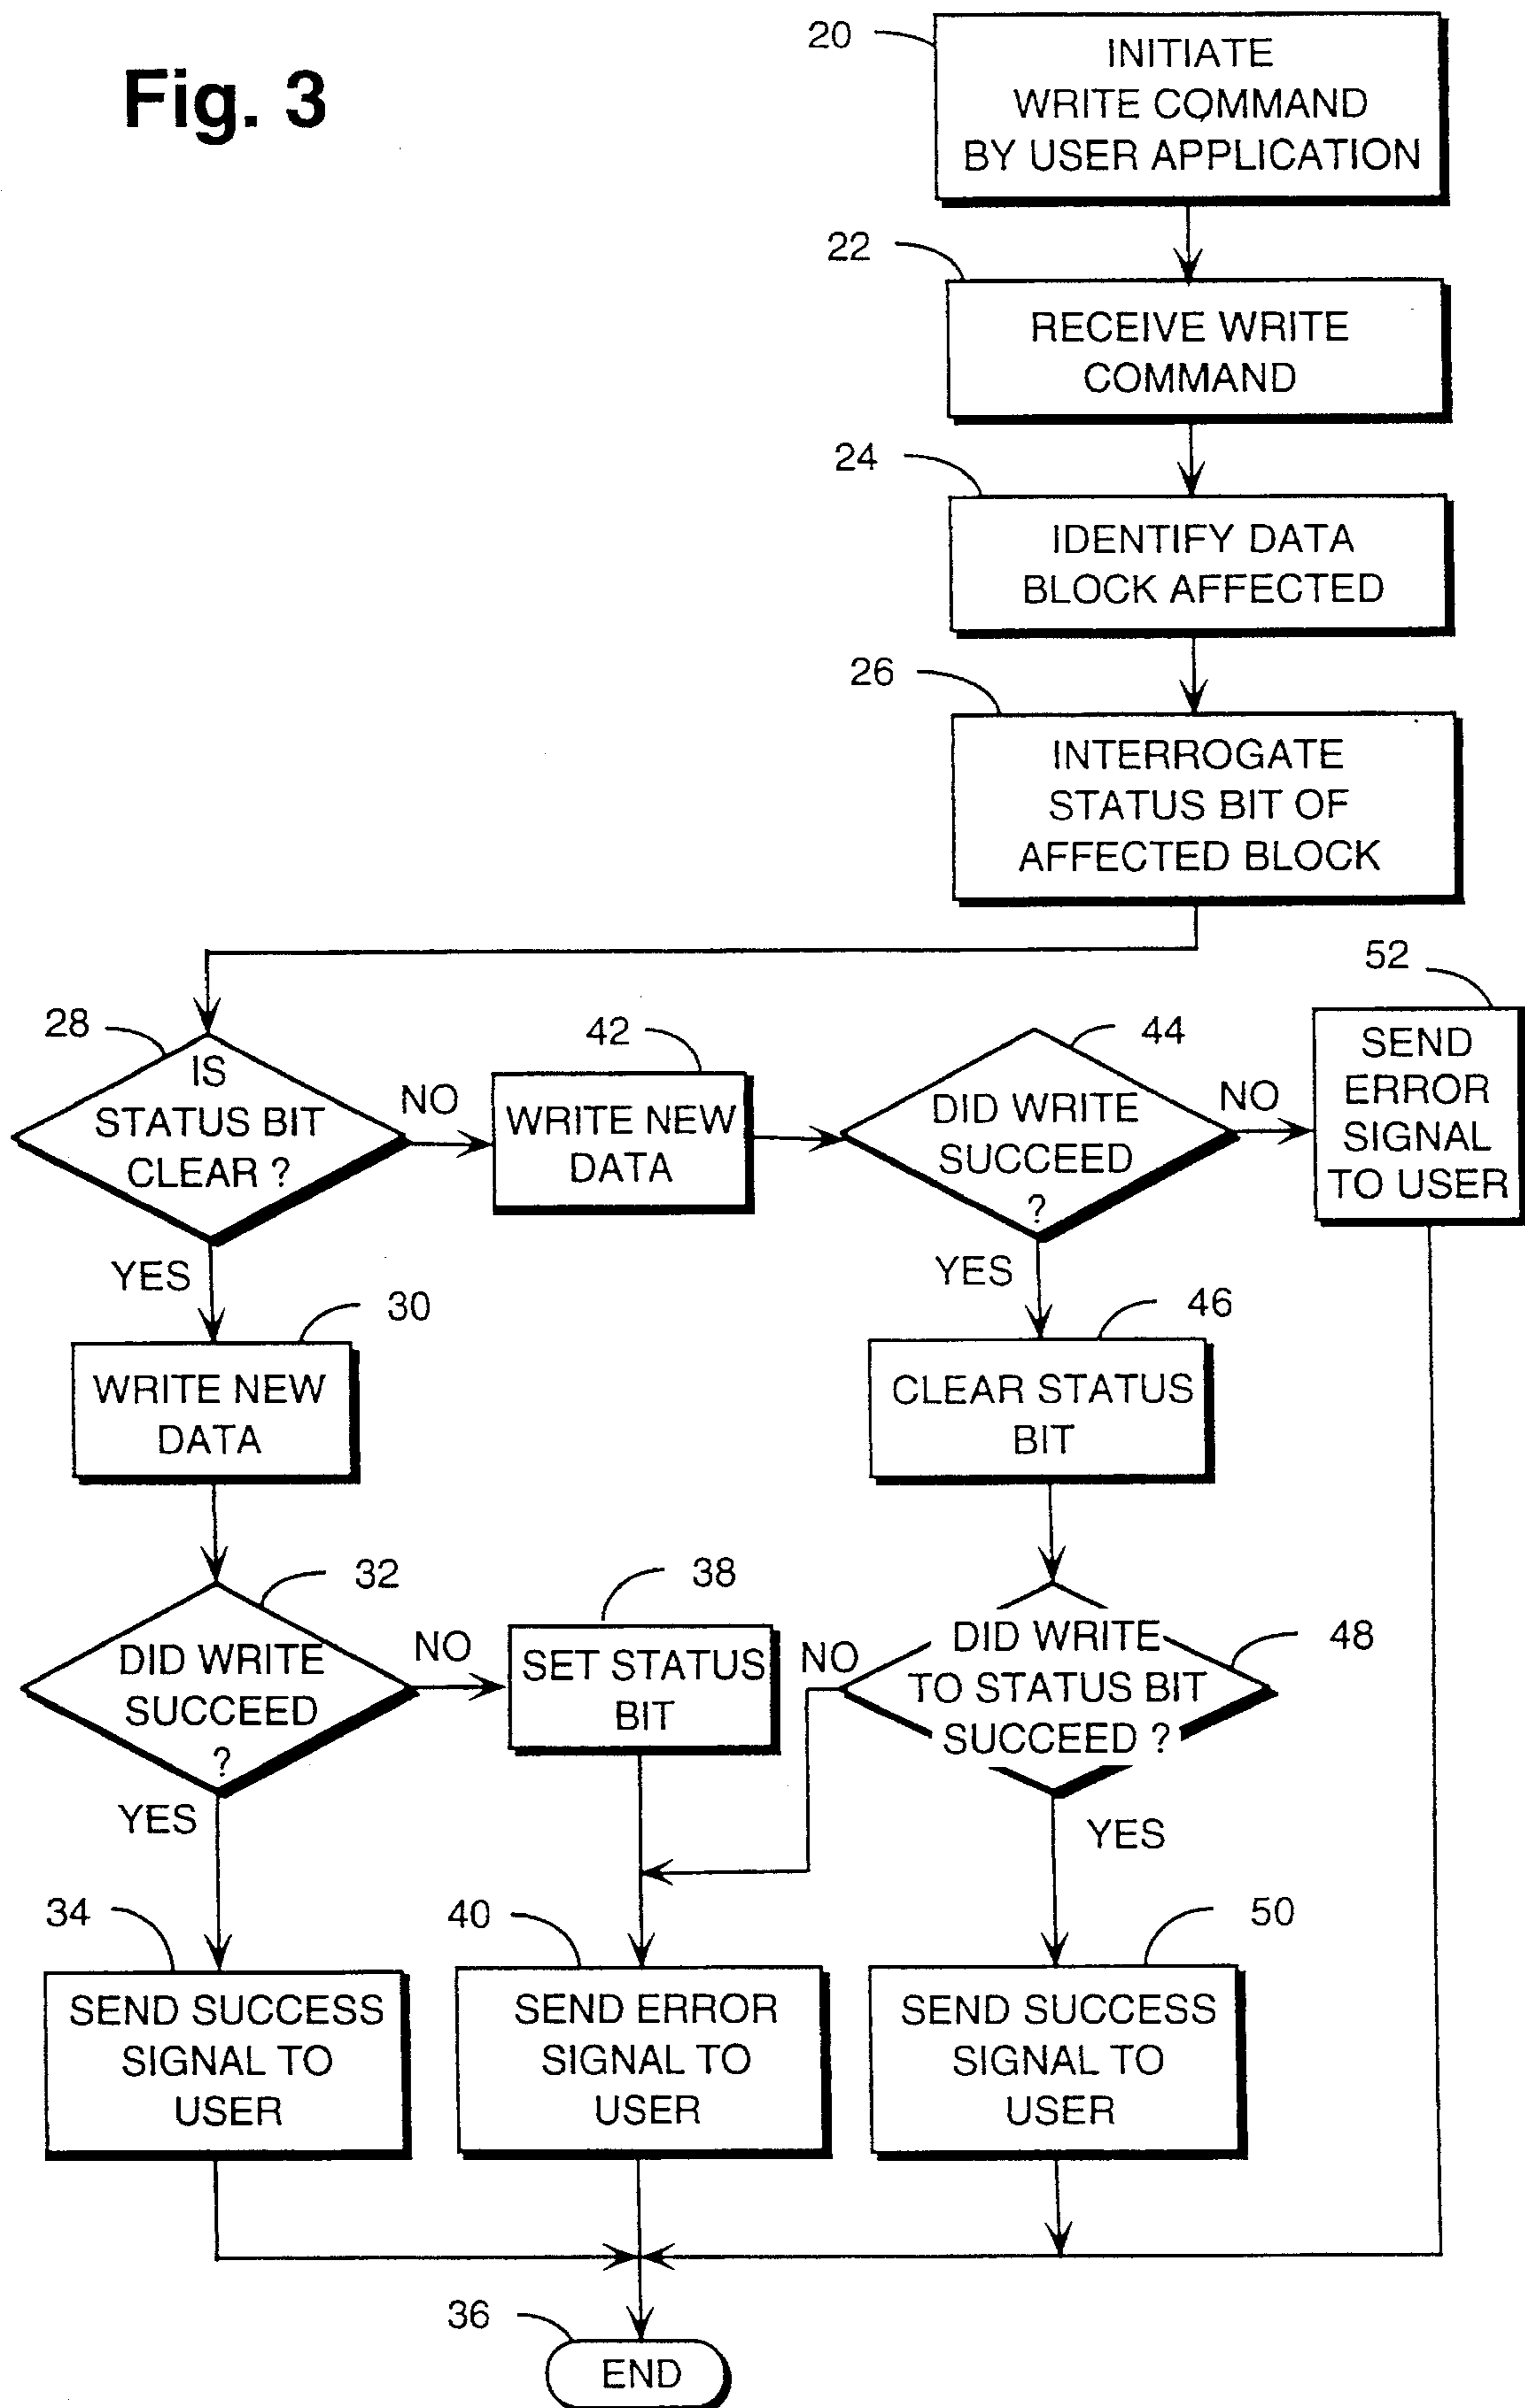 Fig. 3
20
INITIATE
WRITE COMMAND
BY USER APPLICATION
22
RECEIVE WRITE
COMMAND
24
IDENTIFY DATA
BLOCK AFFECTED
26
INTERROGATE
STATUS BIT OF
AFFECTED BLOCK
28
IS
STATUS BIT
CLEAR ?
NO
YES
42
WRITE NEW
DATA
44
DID WRITE
SUCCEED
?
NO
YES
52
SEND
ERROR
SIGNAL
TO USER
30
WRITE NEW
DATA
46
CLEAR STATUS
BIT
32
DID WRITE
SUCCEED
?
NO
YES
38
SET STATUS
BIT
48
DID WRITE
TO STATUS BIT
SUCCEED ?
NO
YES
34
SEND SUCCESS
SIGNAL TO
USER
40
SEND ERROR
SIGNAL TO
USER
50
SEND SUCCESS
SIGNAL TO
USER
36
END